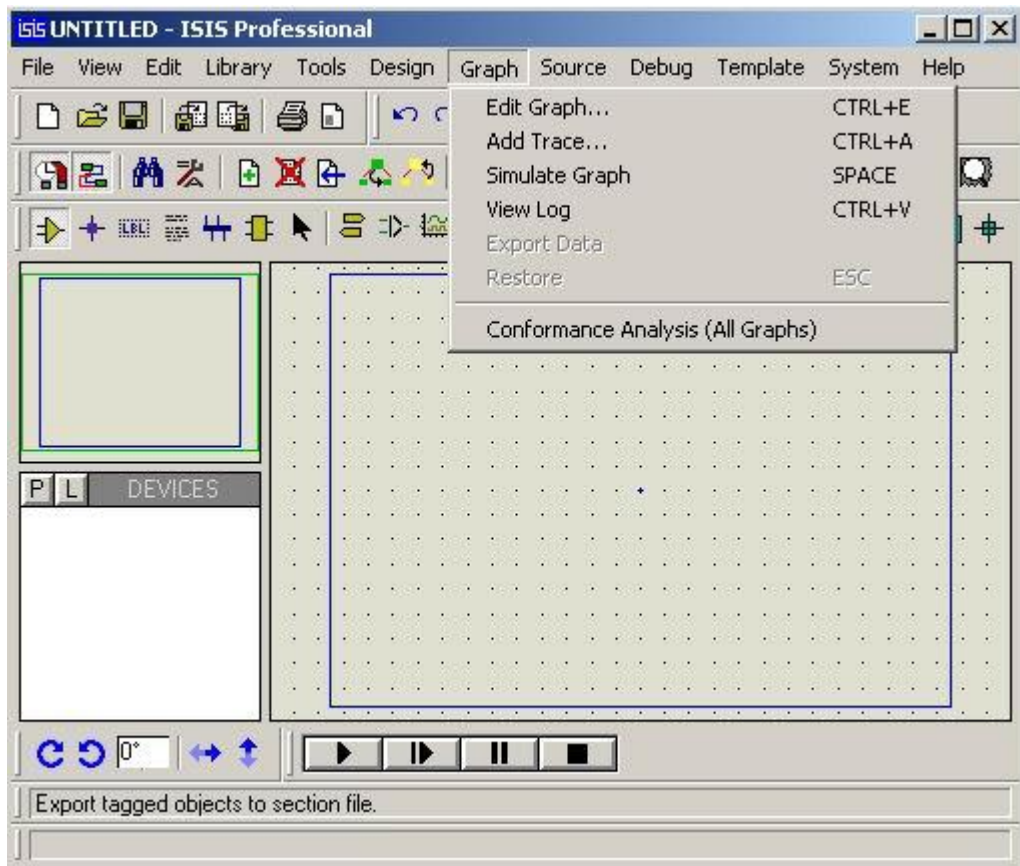 isis UNTITLED - ISIS Professional
File View Edit Library Tools Design Graph Source Debug Template System Help
Edit Graph... CTRL+E
Add Trace... CTRL+A
Simulate Graph SPACE
View Log CTRL+V
Export Data
Restore ESC
Conformance Analysis (All Graphs)
LBL
P L DEVICES
0°
Export tagged objects to section file.